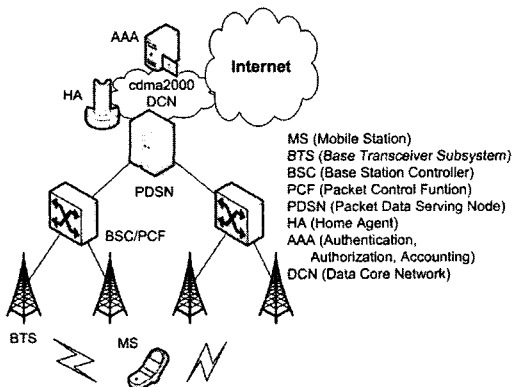 AAA
Internet
cdma2000
DCN
HA
PDSN
BSC/PCF
BTS
MS
MS (Mobile Station)
BTS (Base Transceiver Subsystem)
BSC (Base Station Controller)
PCF (Packet Control Funtion)
PDSN (Packet Data Serving Node)
HA (Home Agent)
AAA (Authentication,
Authorization, Accounting)
DCN (Data Core Network)